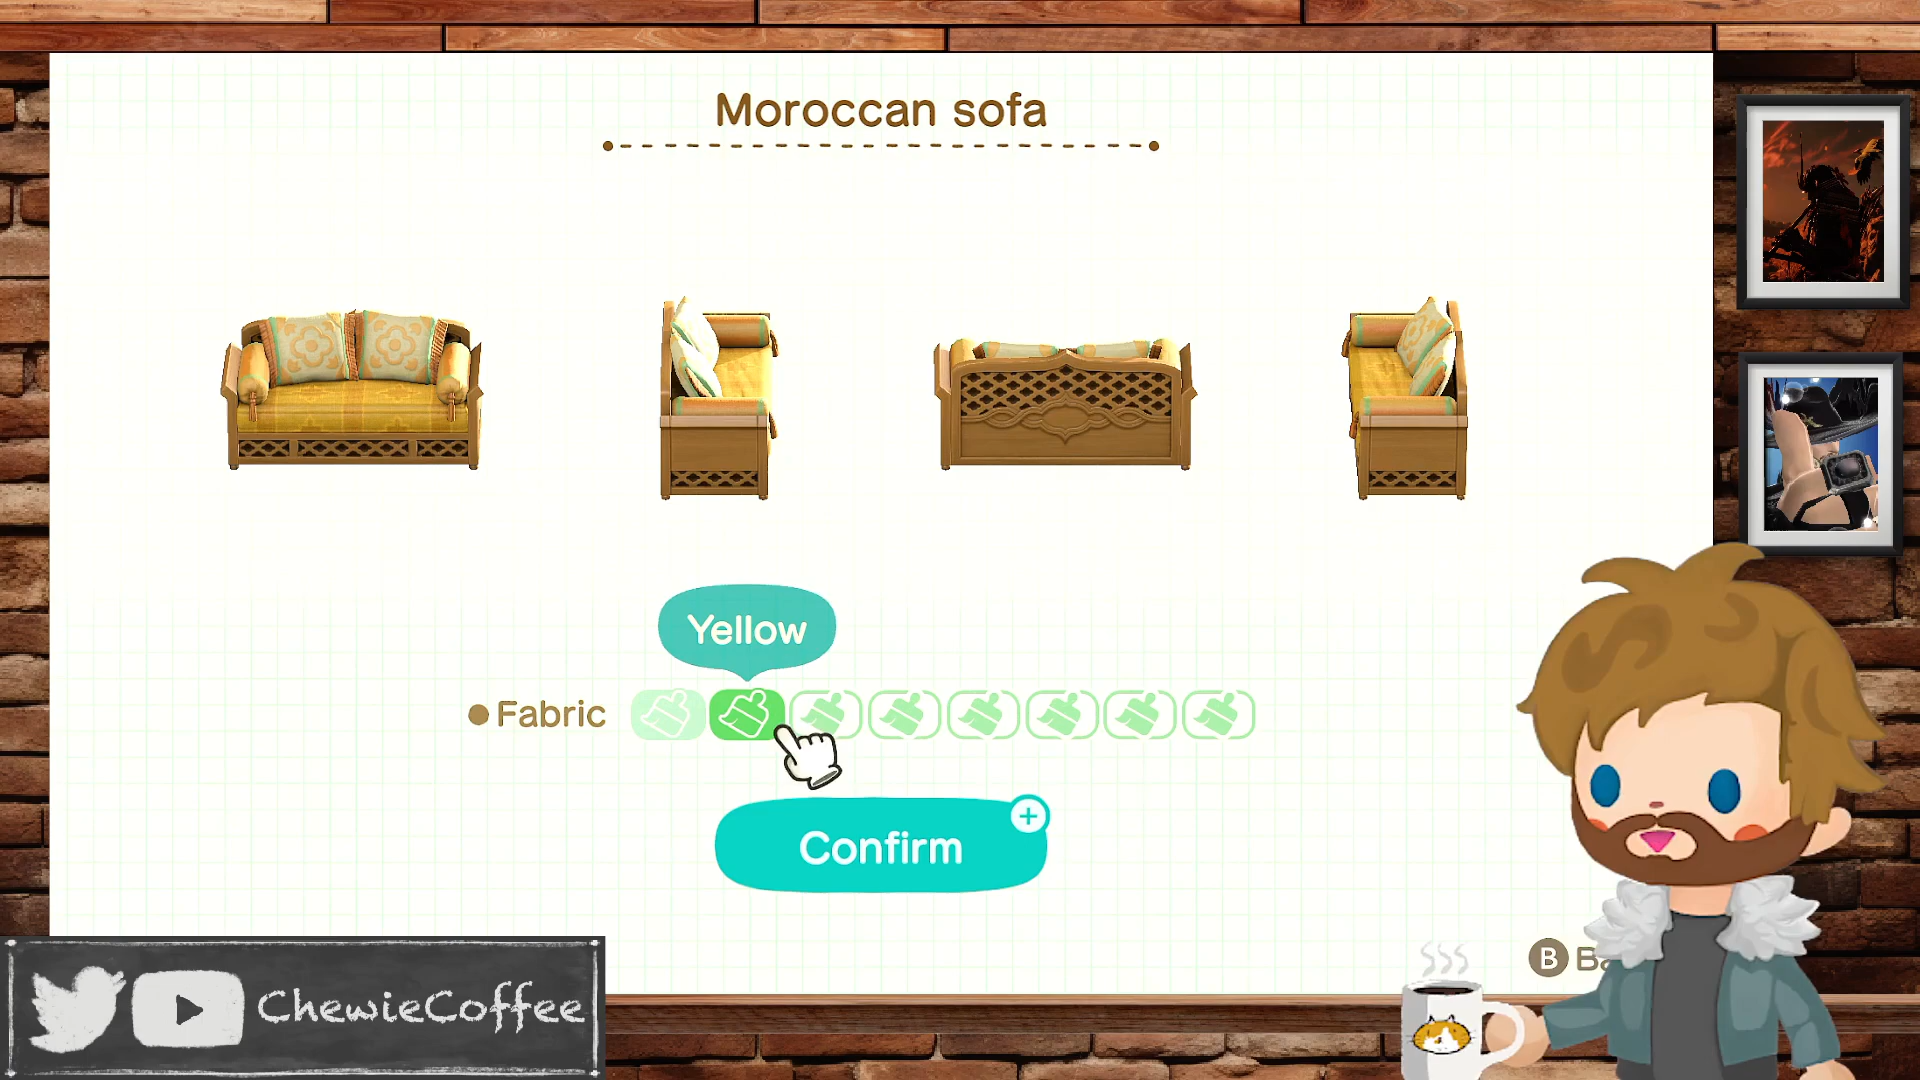 Moroccan sofa
Yellow
Fabric
Confirm
B
ChewieCoffee